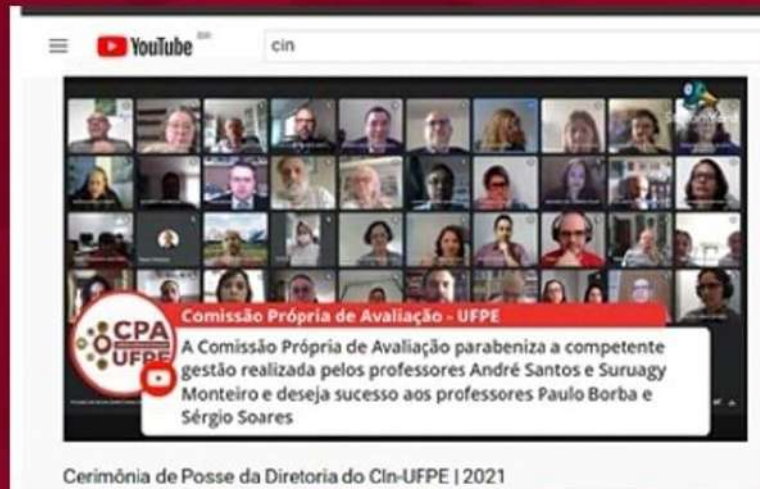 YouTube BR
cin
StreamYard
Comissão Própria de Avaliação - UFPE
CPA
UFPE
A Comissão Própria de Avaliação parabeniza a competente
gestão realizada pelos professores André Santos e Suruagy
Monteiro e deseja sucesso aos professores Paulo Borba e
Sérgio Soares
Cerimônia de Posse da Diretoria do CIn-UFPE | 2021